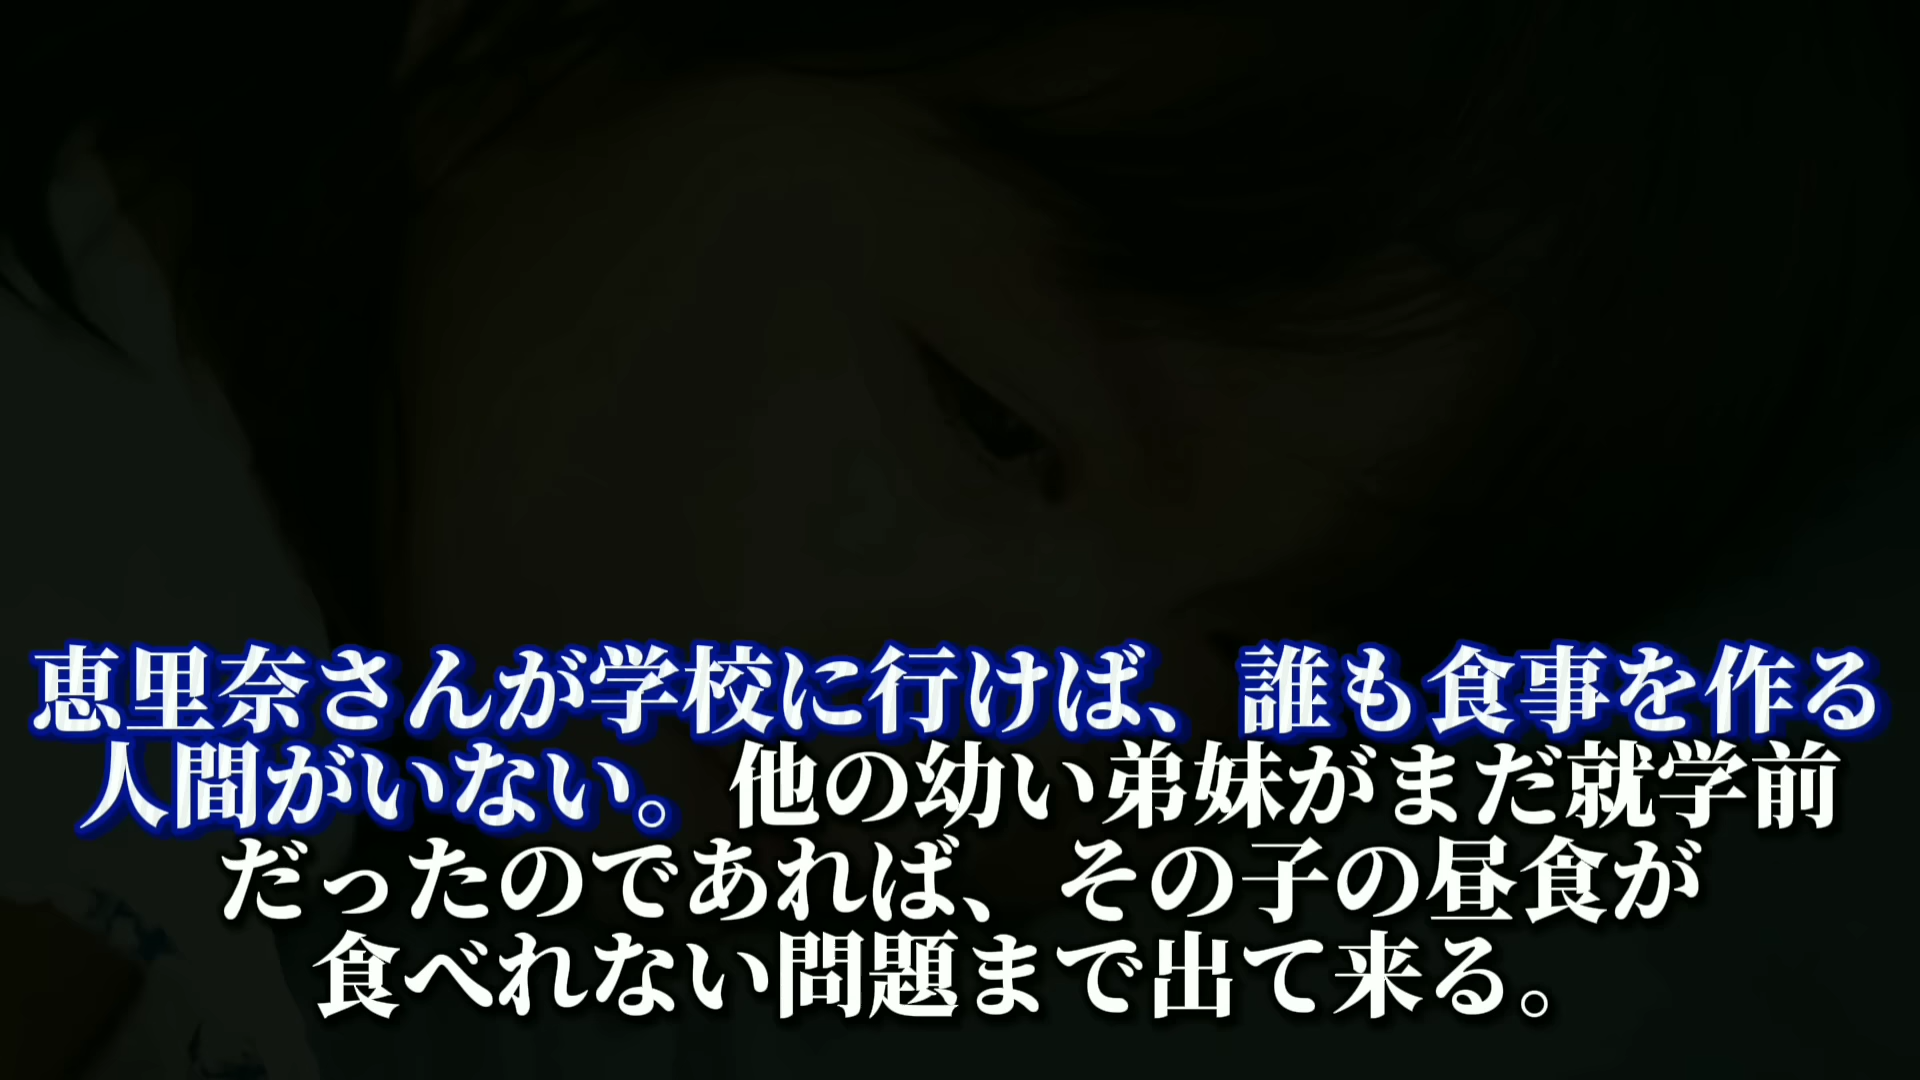 恵里奈さんが学校に行けば、誰も食事を作る
人間がいない。他の幼い弟妹がまだ就学前
だったのであれば、その子の昼食が
食べれない問題まで出て来る。